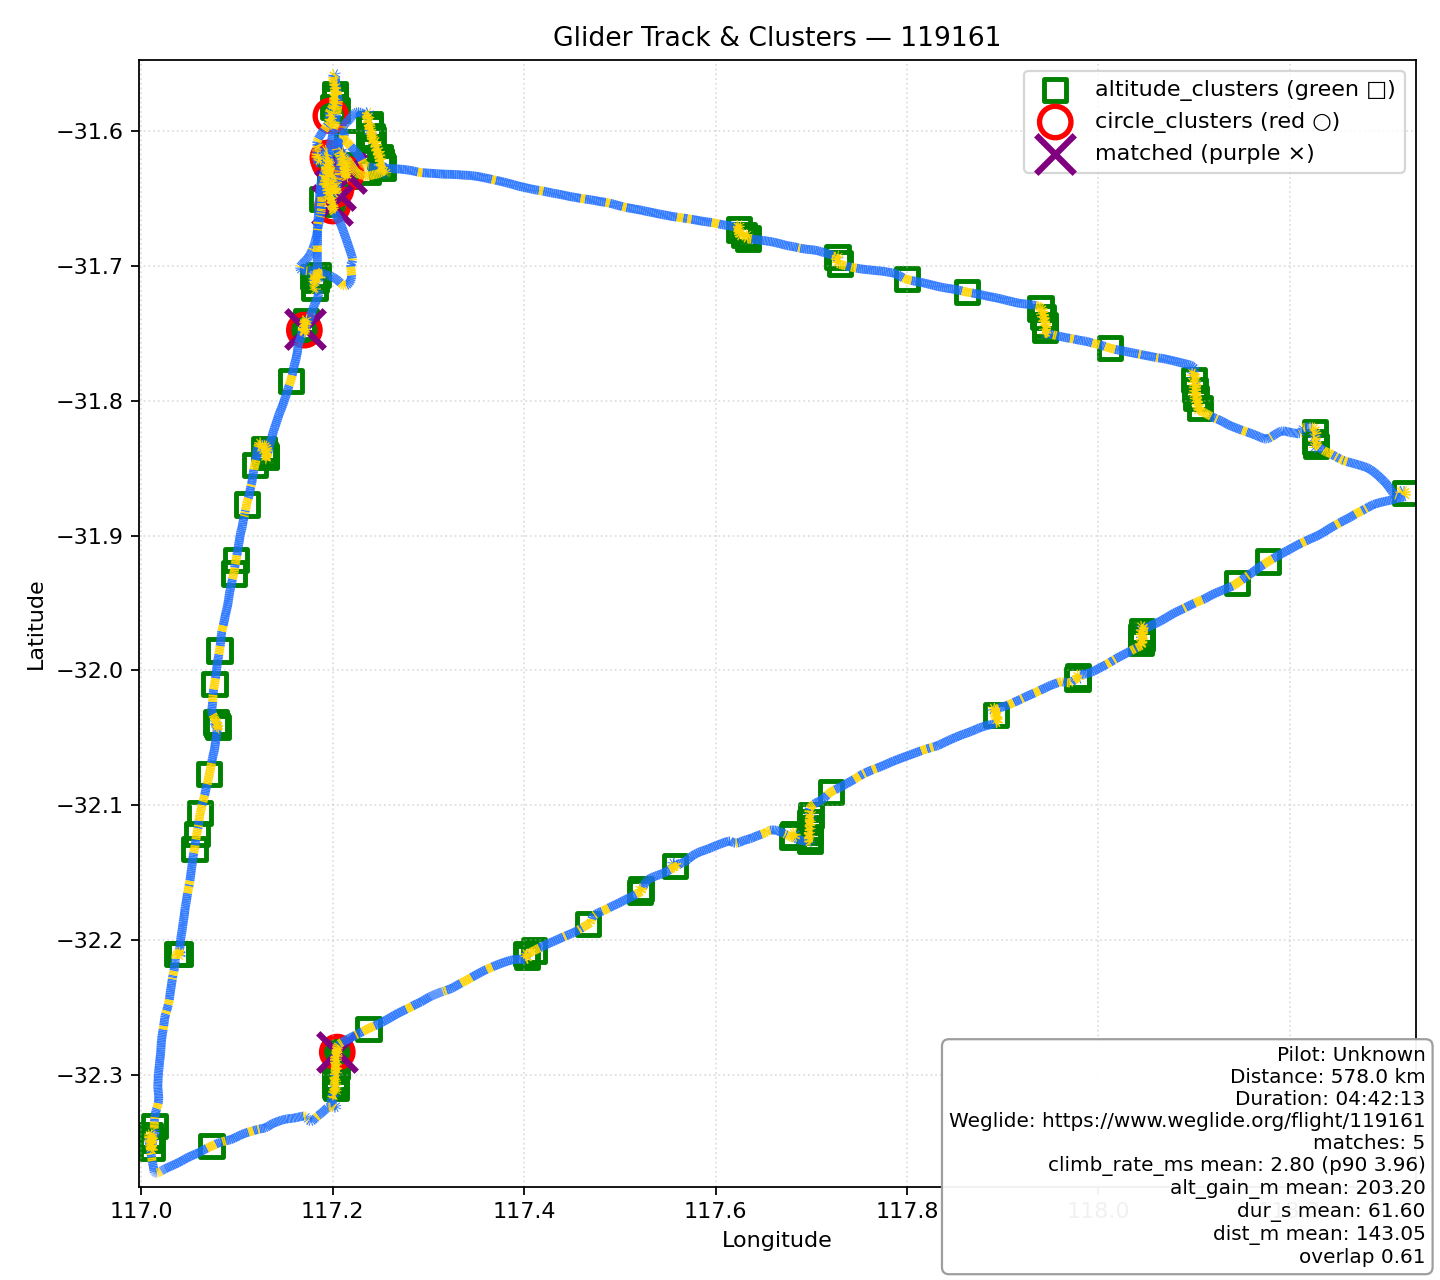 Glider Track & Clusters — 119161
altitude_clusters (green □)
circle_clusters (red ○)
matched (purple ×)
Latitude
−31.6
−31.7
−31.8
−31.9
−32.0
−32.1
−32.2
−32.3
117.0
117.2
117.4
117.6
117.8
118.0
Longitude
Pilot: Unknown
Distance: 578.0 km
Duration: 04:42:13
Weglide: https://www.weglide.org/flight/119161
matches: 5
climb_rate_ms mean: 2.80 (p90 3.96)
alt_gain_m mean: 203.20
dur_s mean: 61.60
dist_m mean: 143.05
overlap 0.61